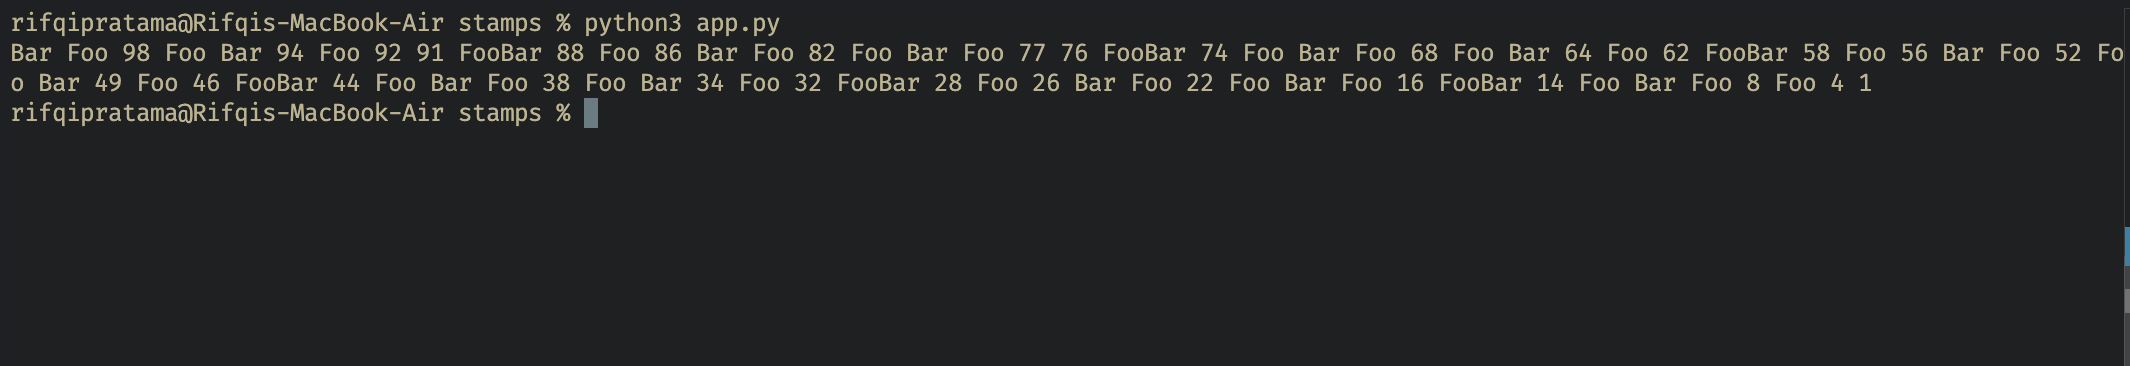 rifqipratama@Rifqis-MacBook-Air stamps % python3 app.py
Bar Foo 98 Foo Bar 94 Foo 92 91 FooBar 88 Foo 86 Bar Foo 82 Foo Bar Foo 77 76 FooBar 74 Foo Bar Foo 68 Foo Bar 64 Foo 62 FooBar 58 Foo 56 Bar Foo 52 Fo
o Bar 49 Foo 46 FooBar 44 Foo Bar Foo 38 Foo Bar 34 Foo 32 FooBar 28 Foo 26 Bar Foo 22 Foo Bar Foo 16 FooBar 14 Foo Bar Foo 8 Foo 4 1
rifqipratama@Rifqis-MacBook-Air stamps %